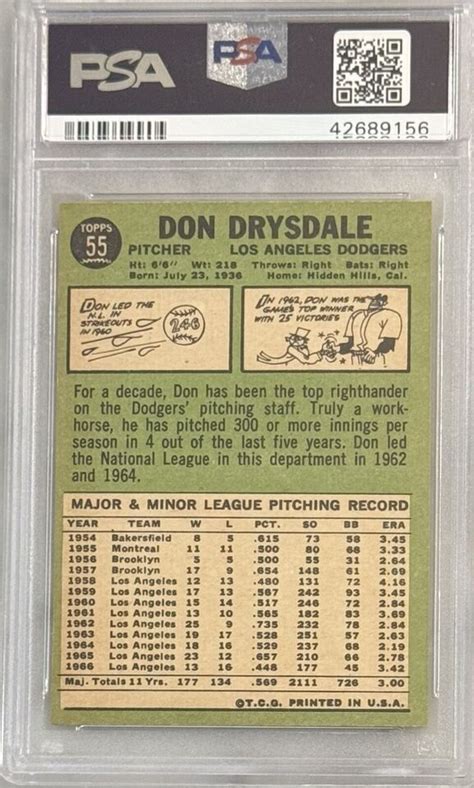 PSA PSA
42689156
TOPPS
55
DON DRYSDALE
PITCHER LOS ANGELES DODGERS
Ht: 6'6" Wt: 218 Throws: Right Bats: Right
Born: July 23, 1936 Home: Hidden Hills, Cal.
DON LED THE
N.L. IN
STRIKEOUTS
IN 1960
246
IN 1962, DON WAS THE
GAME'S TOP WINNER
WITH 25 VICTORIES
For a decade, Don has been the top righthander
on the Dodgers' pitching staff. Truly a work-
horse, he has pitched 300 or more innings per
season in 4 out of the last five years. Don led
the National League in this department in 1962
and 1964.
MAJOR & MINOR LEAGUE PITCHING RECORD
YEAR TEAM W L PCT. SO BB ERA
1954 Bakersfield 8 5 .615 73 58 3.45
1955 Montreal 11 11 .500 80 68 3.33
1956 Brooklyn 5 5 .500 55 31 2.64
1957 Brooklyn 17 9 .654 148 61 2.69
1958 Los Angeles 12 13 .480 131 72 4.16
1959 Los Angeles 17 13 .567 242 93 3.45
1960 Los Angeles 15 14 .517 246 72 2.84
1961 Los Angeles 13 10 .565 182 83 3.69
1962 Los Angeles 25 9 .732 232 78 2.84
1963 Los Angeles 19 17 .528 251 57 2.63
1964 Los Angeles 18 16 .529 237 68 2.19
1965 Los Angeles 23 12 .657 210 66 2.78
1966 Los Angeles 13 16 .448 177 45 3.42
Maj. Totals 11 Yrs. 177 134 .569 2111 726 3.00
©T.C.G. PRINTED IN U.S.A.